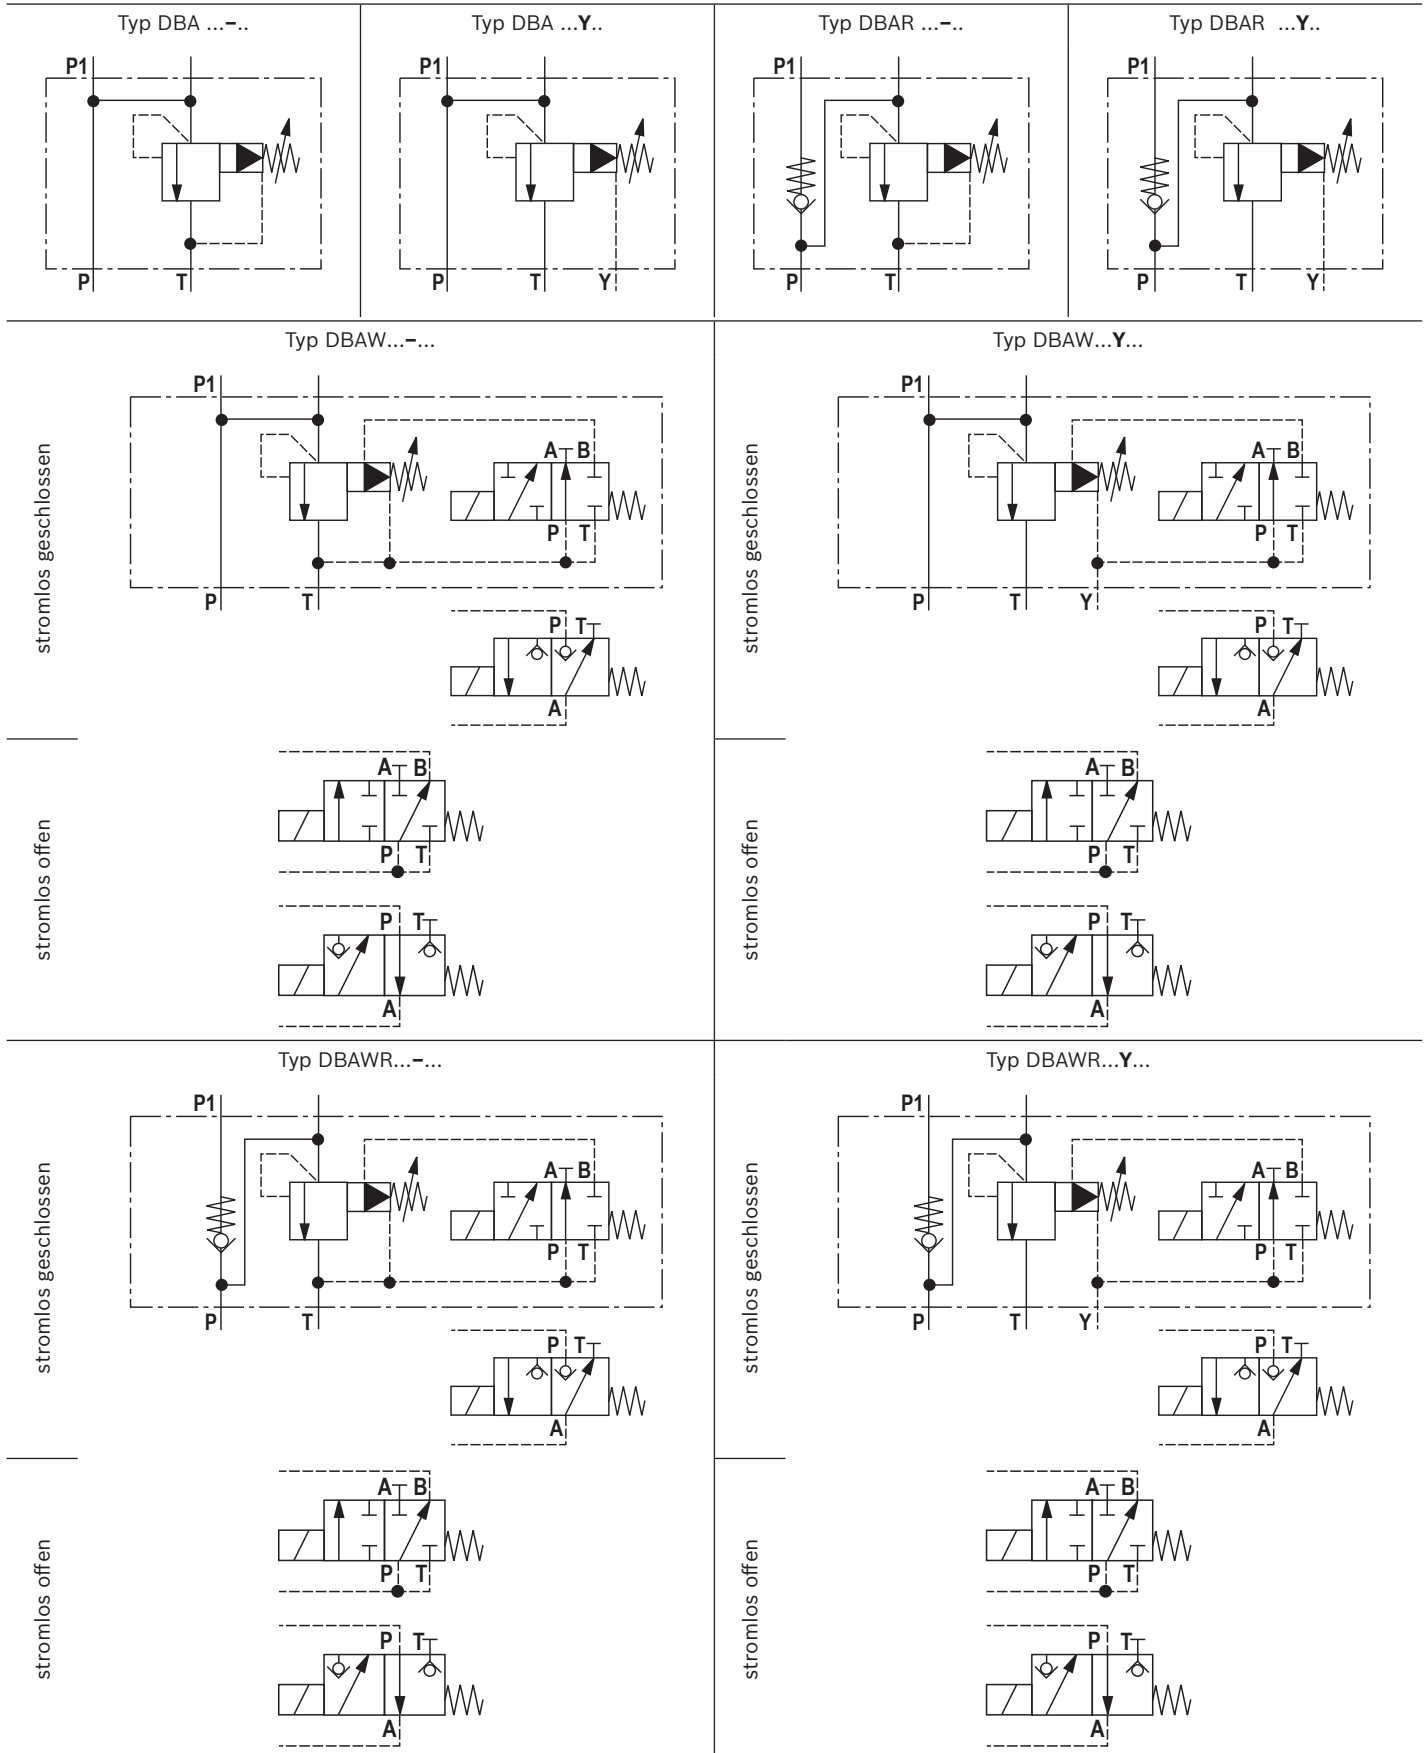 Typ DBA ...–..
Typ DBA ...Y..
Typ DBAR ...–..
Typ DBAR ...Y..
P1
P1
P1
P1
P T
P T Y
P T
P T Y
Typ DBAW...–...
Typ DBAW...Y...
stromlos geschlossen
P1
A B
P T
P T
P T
A
stromlos geschlossen
P1
A B
P T
P T Y
P T
A
stromlos offen
A B
P T
P T
A
stromlos offen
A B
P T
P T
A
Typ DBAWR...–...
Typ DBAWR...Y...
stromlos geschlossen
P1
A B
P T
P T
P T
A
stromlos geschlossen
P1
A B
P T
P T Y
P T
A
stromlos offen
A B
P T
P T
A
stromlos offen
A B
P T
P T
A